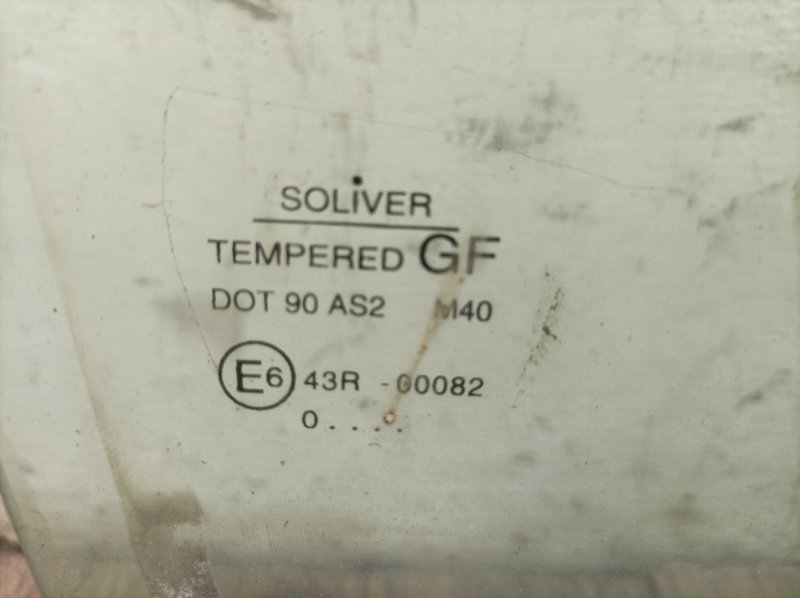 SOLiVER
TEMPERED GF
DOT 90 AS2 M40
E6 43R -00082
0....